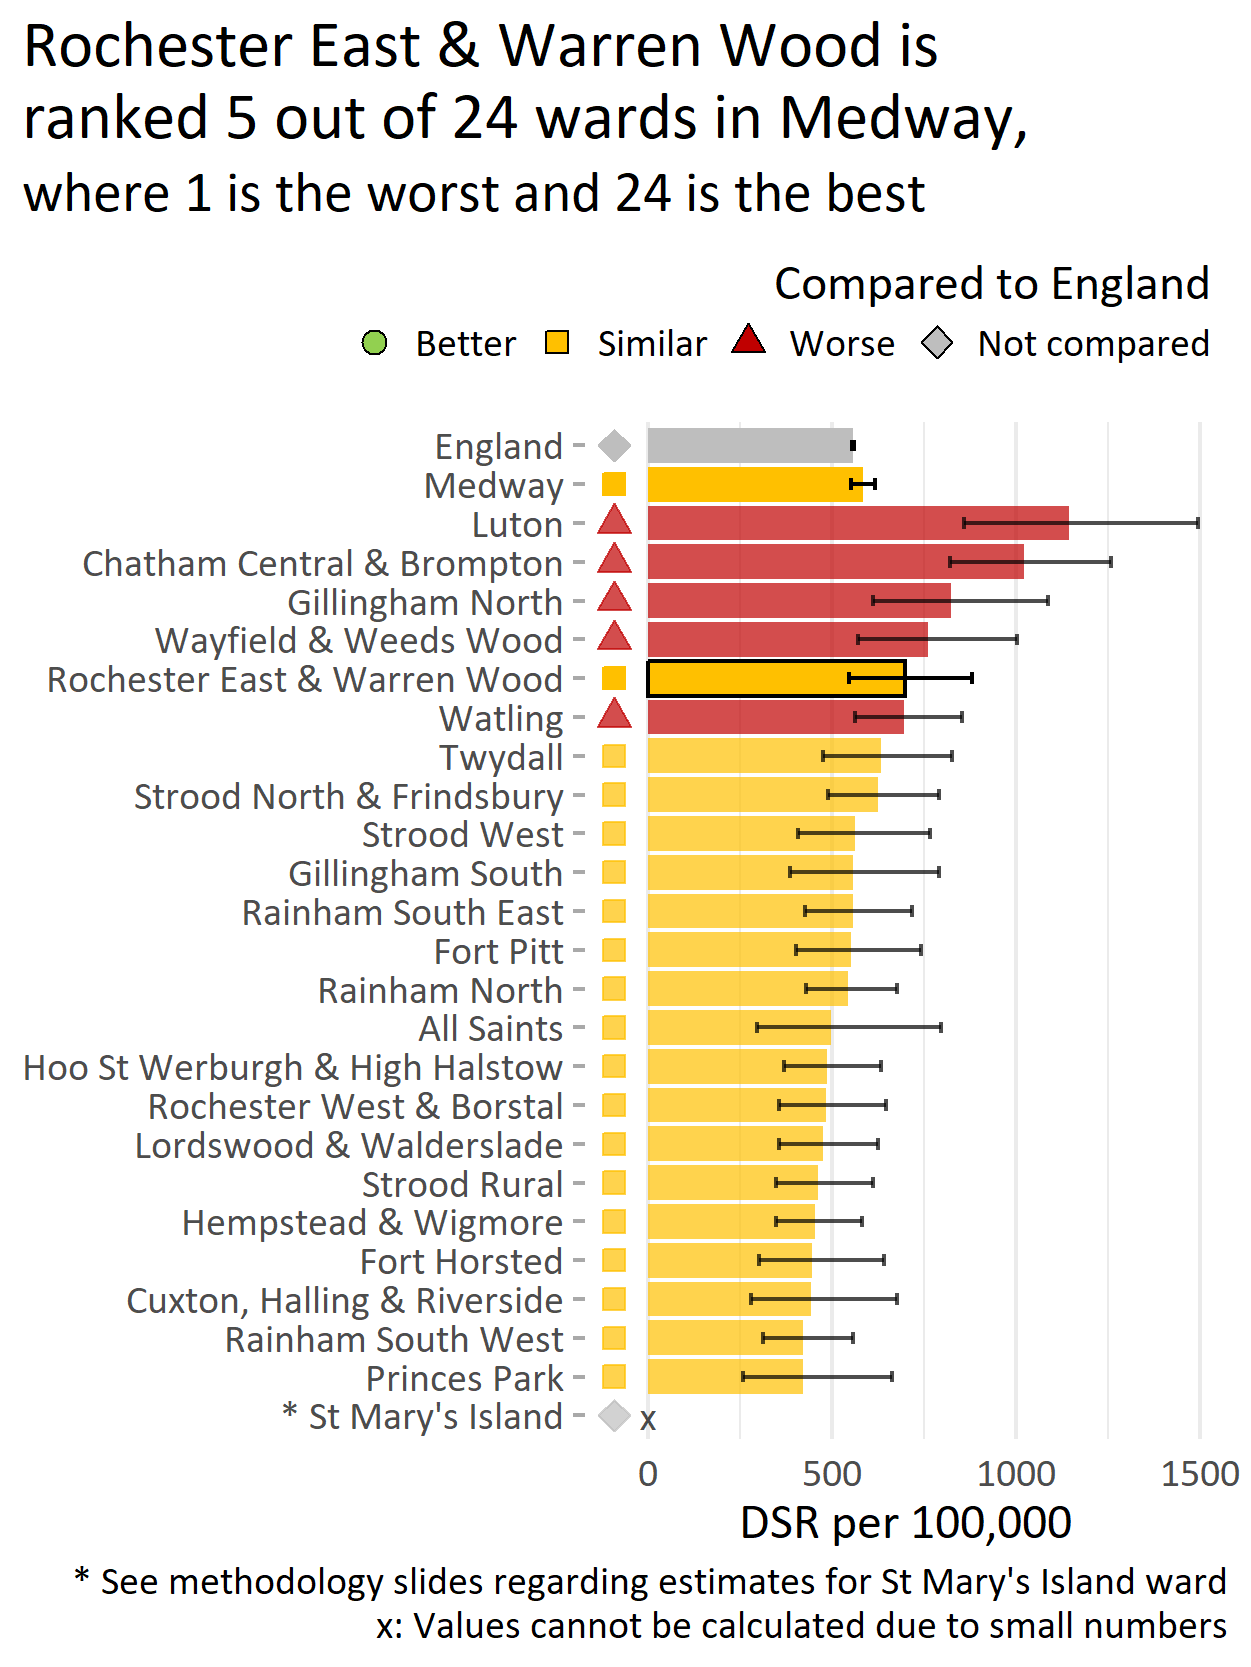 Rochester East & Warren Wood is
ranked 5 out of 24 wards in Medway,
where 1 is the worst and 24 is the best
Compared to England
Better Similar Worse Not compared
England
Medway
Luton
Chatham Central & Brompton
Gillingham North
Wayfield & Weeds Wood
Rochester East & Warren Wood
Watling
Twydall
Strood North & Frindsbury
Strood West
Gillingham South
Rainham South East
Fort Pitt
Rainham North
All Saints
Hoo St Werburgh & High Halstow
Rochester West & Borstal
Lordswood & Walderslade
Strood Rural
Hempstead & Wigmore
Fort Horsted
Cuxton, Halling & Riverside
Rainham South West
Princes Park
* St Mary's Island x
0 500 1000 1500
DSR per 100,000
* See methodology slides regarding estimates for St Mary's Island ward
x: Values cannot be calculated due to small numbers